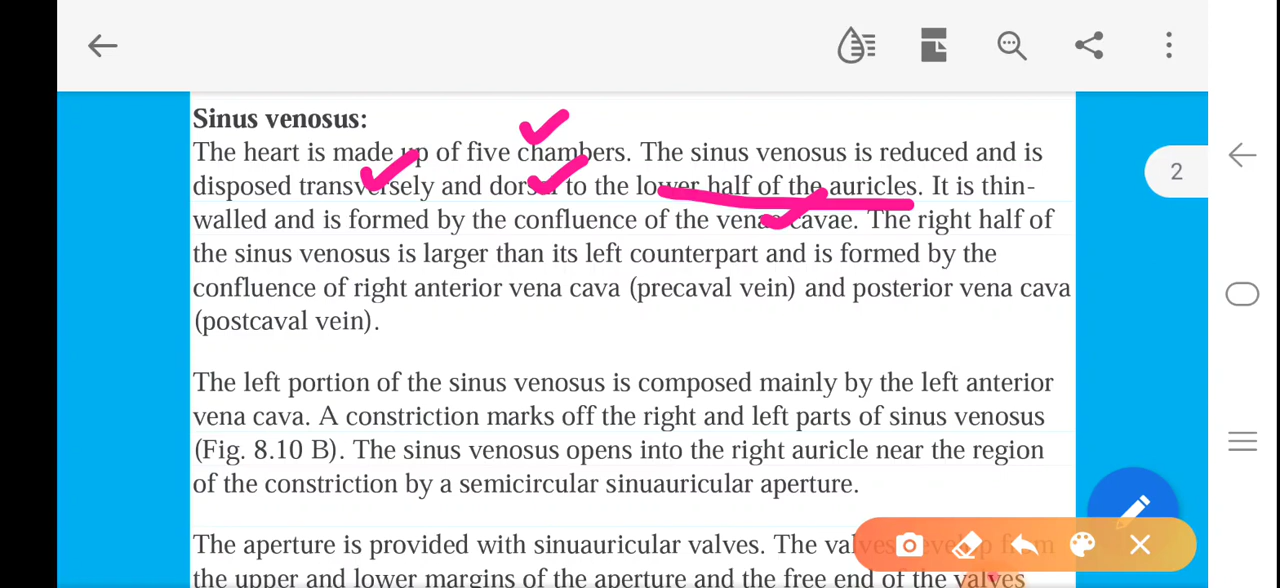 2
Sinus venosus:
The heart is made up of five chambers. The sinus venosus is reduced and is
disposed transversely and dorsal to the lower half of the auricles. It is thin-
walled and is formed by the confluence of the venae cavae. The right half of
the sinus venosus is larger than its left counterpart and is formed by the
confluence of right anterior vena cava (precaval vein) and posterior vena cava
(postcaval vein).
The left portion of the sinus venosus is composed mainly by the left anterior
vena cava. A constriction marks off the right and left parts of sinus venosus
(Fig. 8.10 B). The sinus venosus opens into the right auricle near the region
of the constriction by a semicircular sinuauricular aperture.
The aperture is provided with sinuauricular valves. The valves develop from
the upper and lower margins of the aperture and the free end of the valves